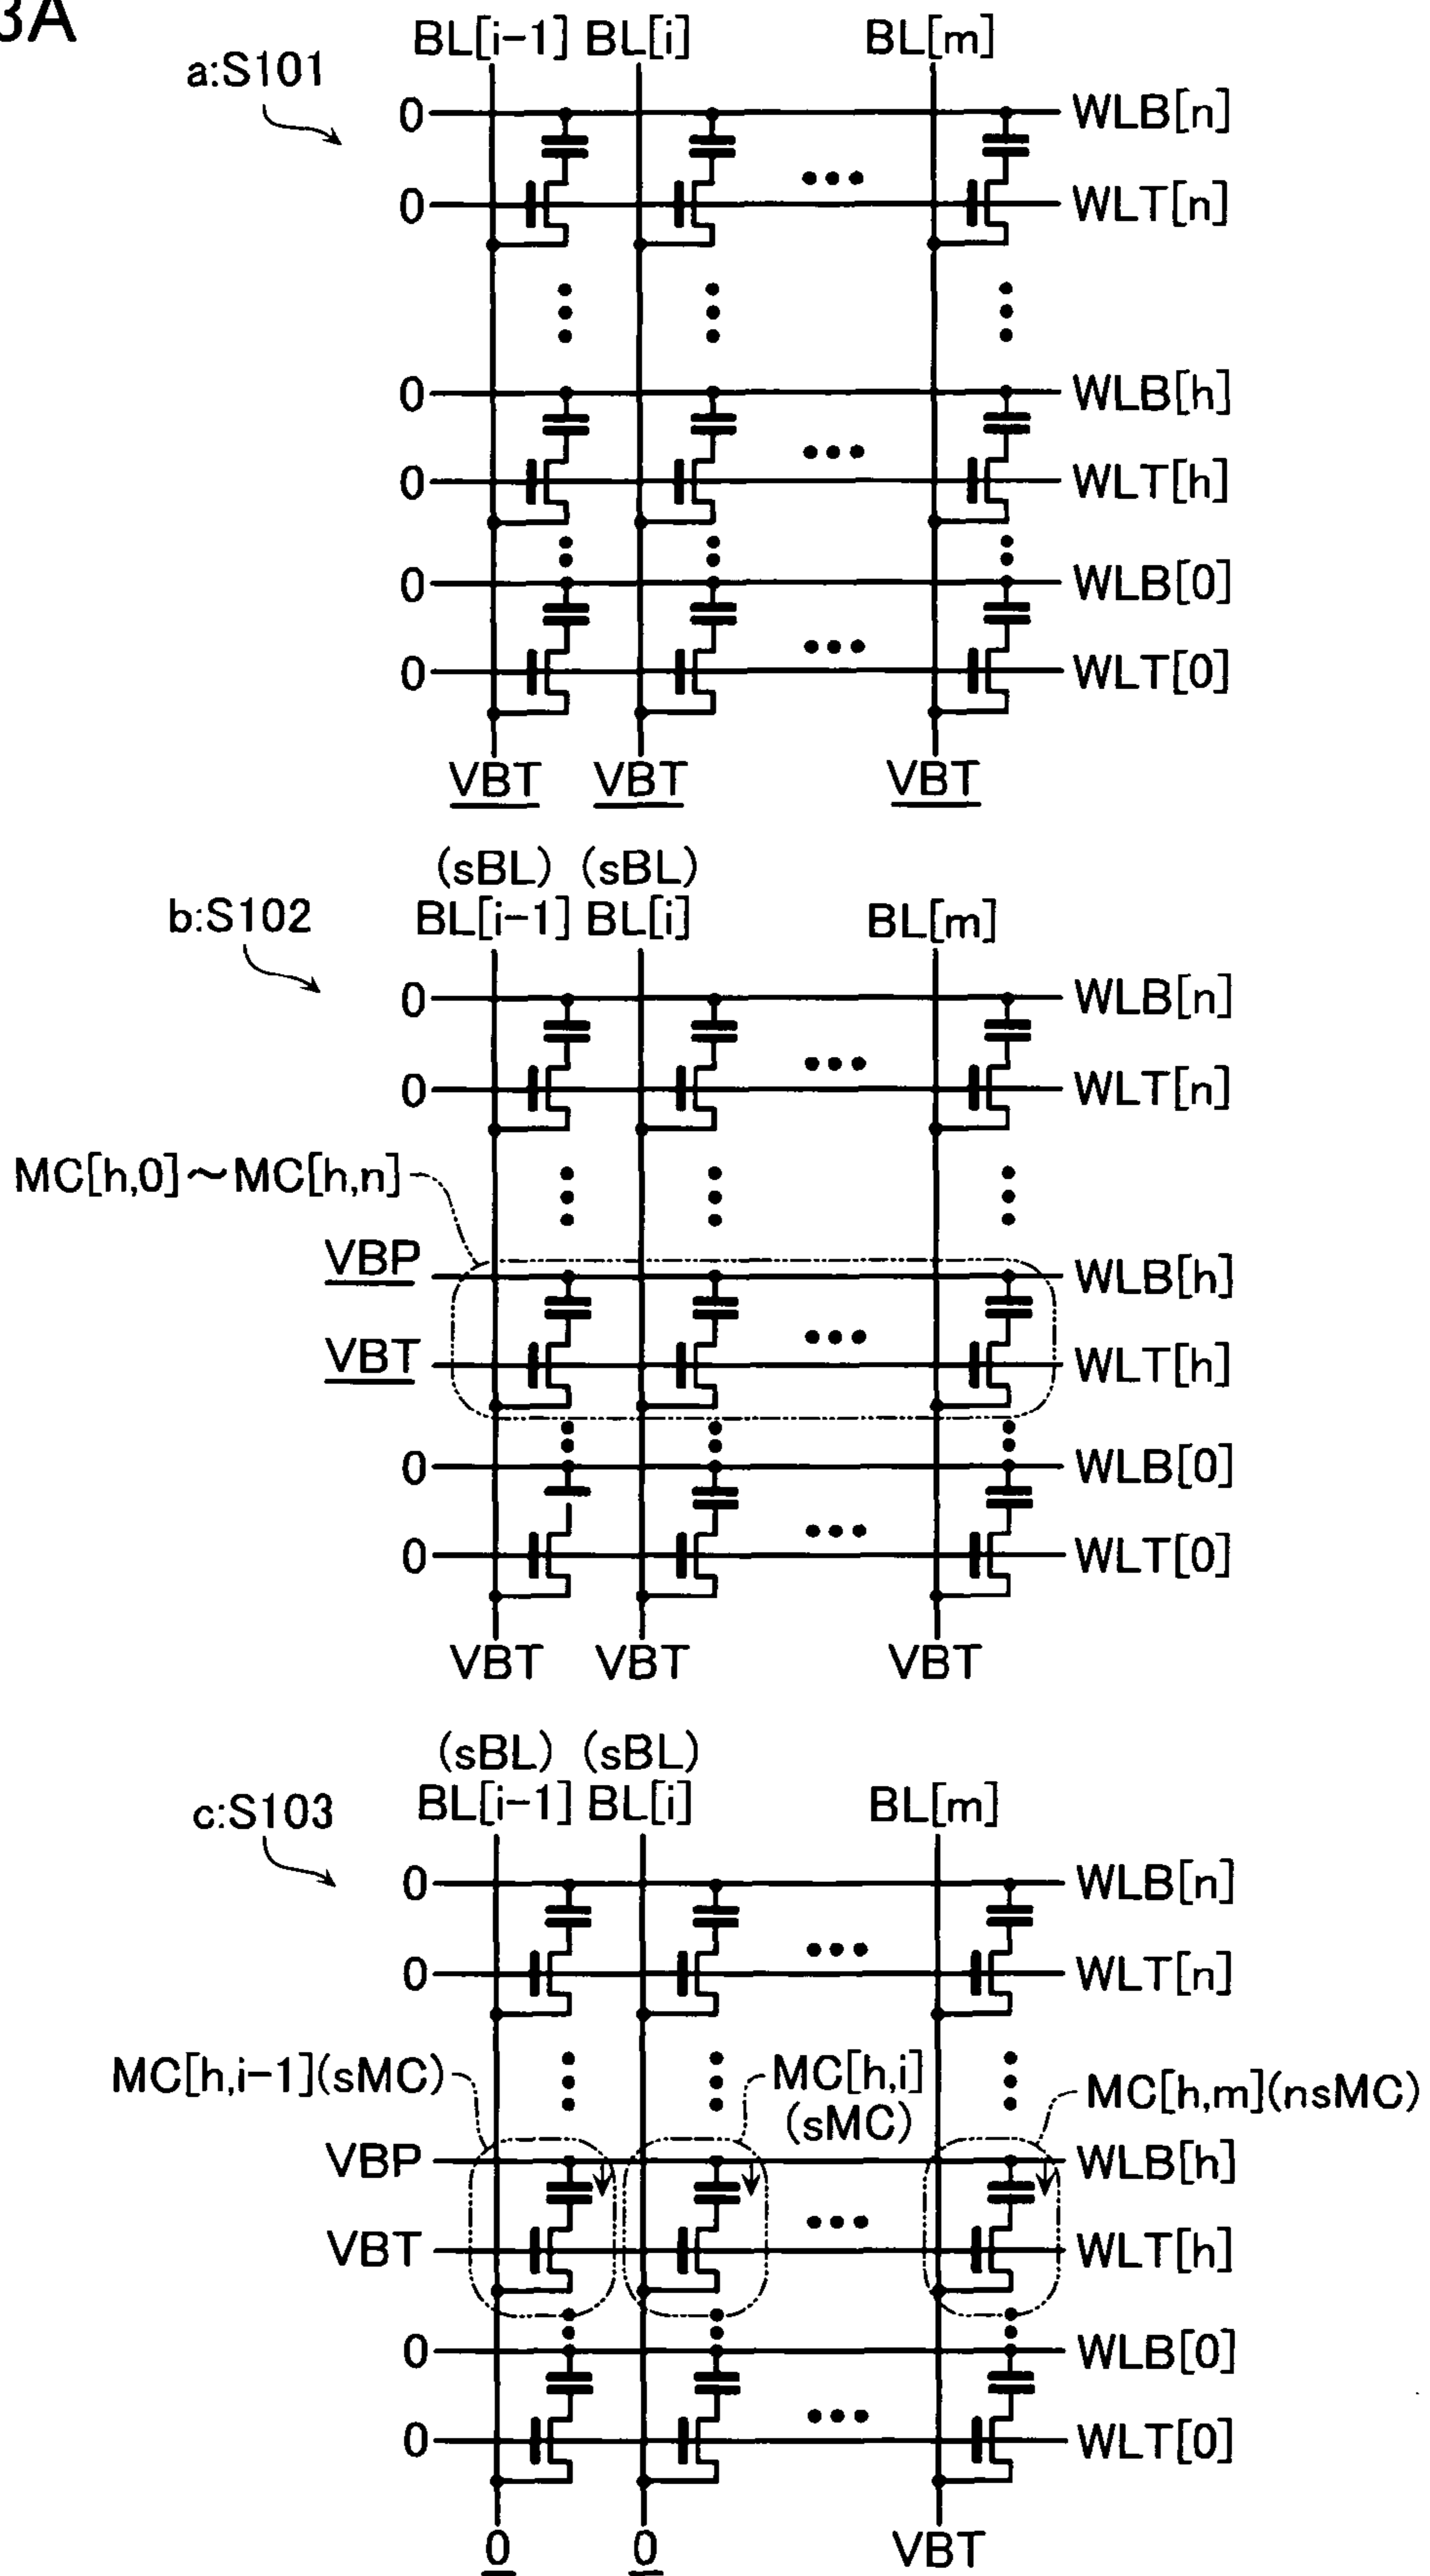 3A
BL[i-1] BL[i] BL[m]
a:S101
0 WLB[n]
0 WLT[n]
0 WLB[h]
0 WLT[h]
0 WLB[0]
0 WLT[0]
VBT VBT VBT
(sBL) (sBL)
BL[i-1] BL[i] BL[m]
b:S102
0 WLB[n]
0 WLT[n]
MC[h,0]~MC[h,n]
VBP WLB[h]
VBT WLT[h]
0 WLB[0]
0 WLT[0]
VBT VBT VBT
(sBL) (sBL)
BL[i-1] BL[i] BL[m]
c:S103
0 WLB[n]
0 WLT[n]
MC[h,i-1](sMC) MC[h,i] MC[h,m](nsMC)
(sMC)
VBP WLB[h]
VBT WLT[h]
0 WLB[0]
0 WLT[0]
0 0 VBT